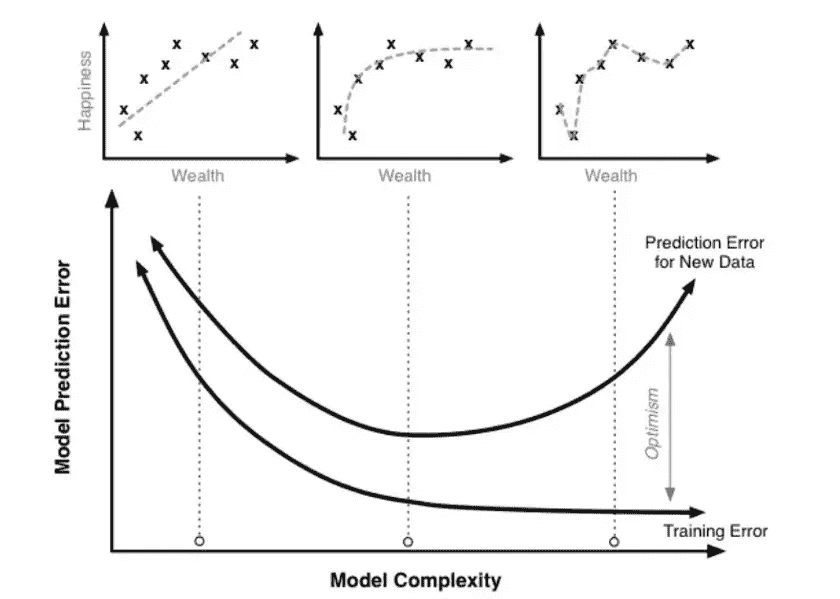 Happiness
Wealth
Wealth
Wealth
Model Prediction Error
Prediction Error
for New Data
Optimism
Training Error
Model Complexity